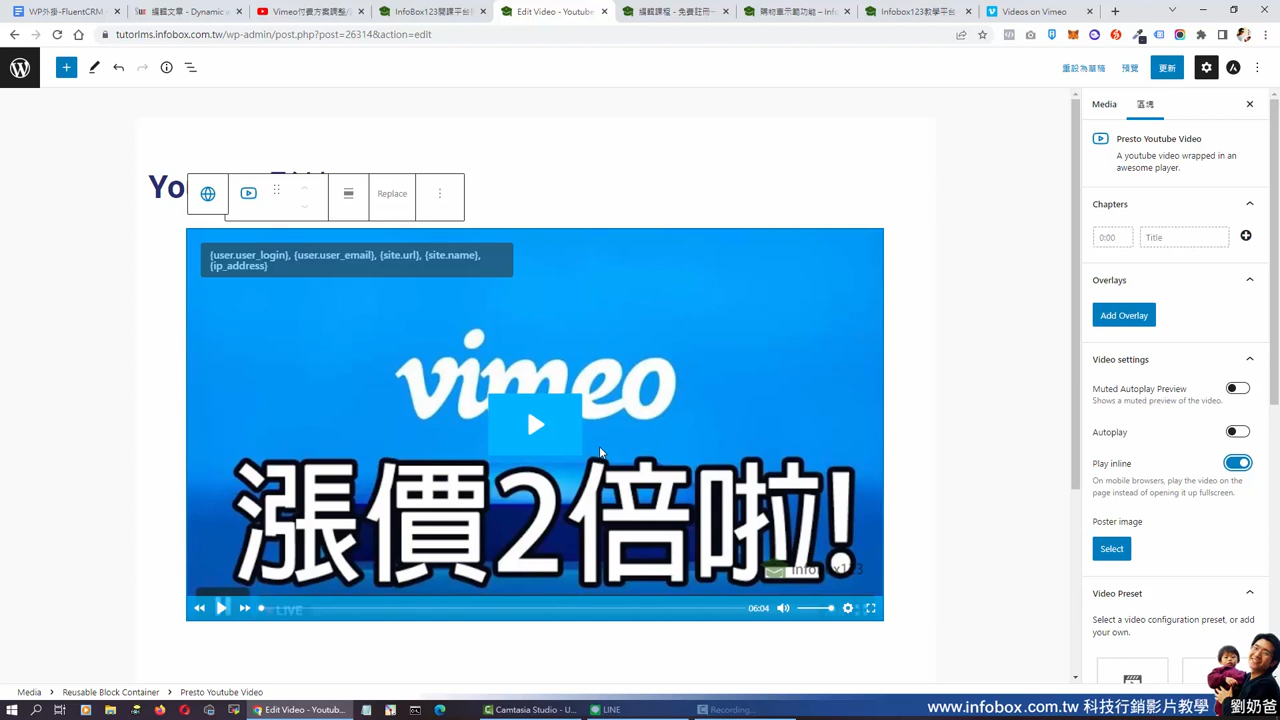 WP外掛-FluentCRM
編輯文章 - Dynamic
Vimeo付費方案調整
InfoBox123開課平台
Edit Video - Youtube
編輯課程 - 免費註冊
購物車示範功能 – Info
Infobox123教學平台
Videos on Vimeo
tutorlms.infobox.com.tw/wp-admin/post.php?post=26314&action=edit
重設為草稿
預覽
更新
Media
區塊
Presto Youtube Video
A youtube video wrapped in an
awesome player.
Replace
Chapters
0:00
Title
{user.user_login}, {user.user_email}, {site.url}, {site.name},
{ip_address}
Overlays
Add Overlay
vimeo
Video settings
Muted Autoplay Preview
Shows a muted preview of the video.
Autoplay
Play inline
On mobile browsers, play the video on the
page instead of opening it up fullscreen.
漲價2倍啦!
Poster image
Select
infobox123
Video Preset
LIVE
06:04
Select a video configuration preset, or add
your own.
Media
Reusable Block Container
Presto Youtube Video
Edit Video - Youtub...
Camtasia Studio - U...
LINE
Recording...
www.infobox.com.tw 科技行銷影片教學
劉奶爸